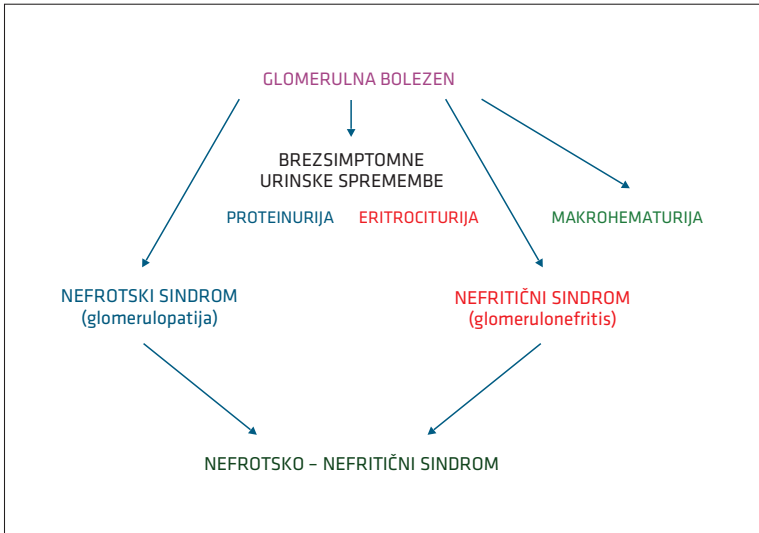 GLOMERULNA BOLEZEN
BREZSIMPTOMNE
URINSKE SPREMEMBE
PROTEINURIJA ERITROCITURIJA MAKROHEMATURIJA
NEFROTSKI SINDROM
(glomerulopatija)
NEFRITIČNI SINDROM
(glomerulonefritis)
NEFROTSKO – NEFRITIČNI SINDROM